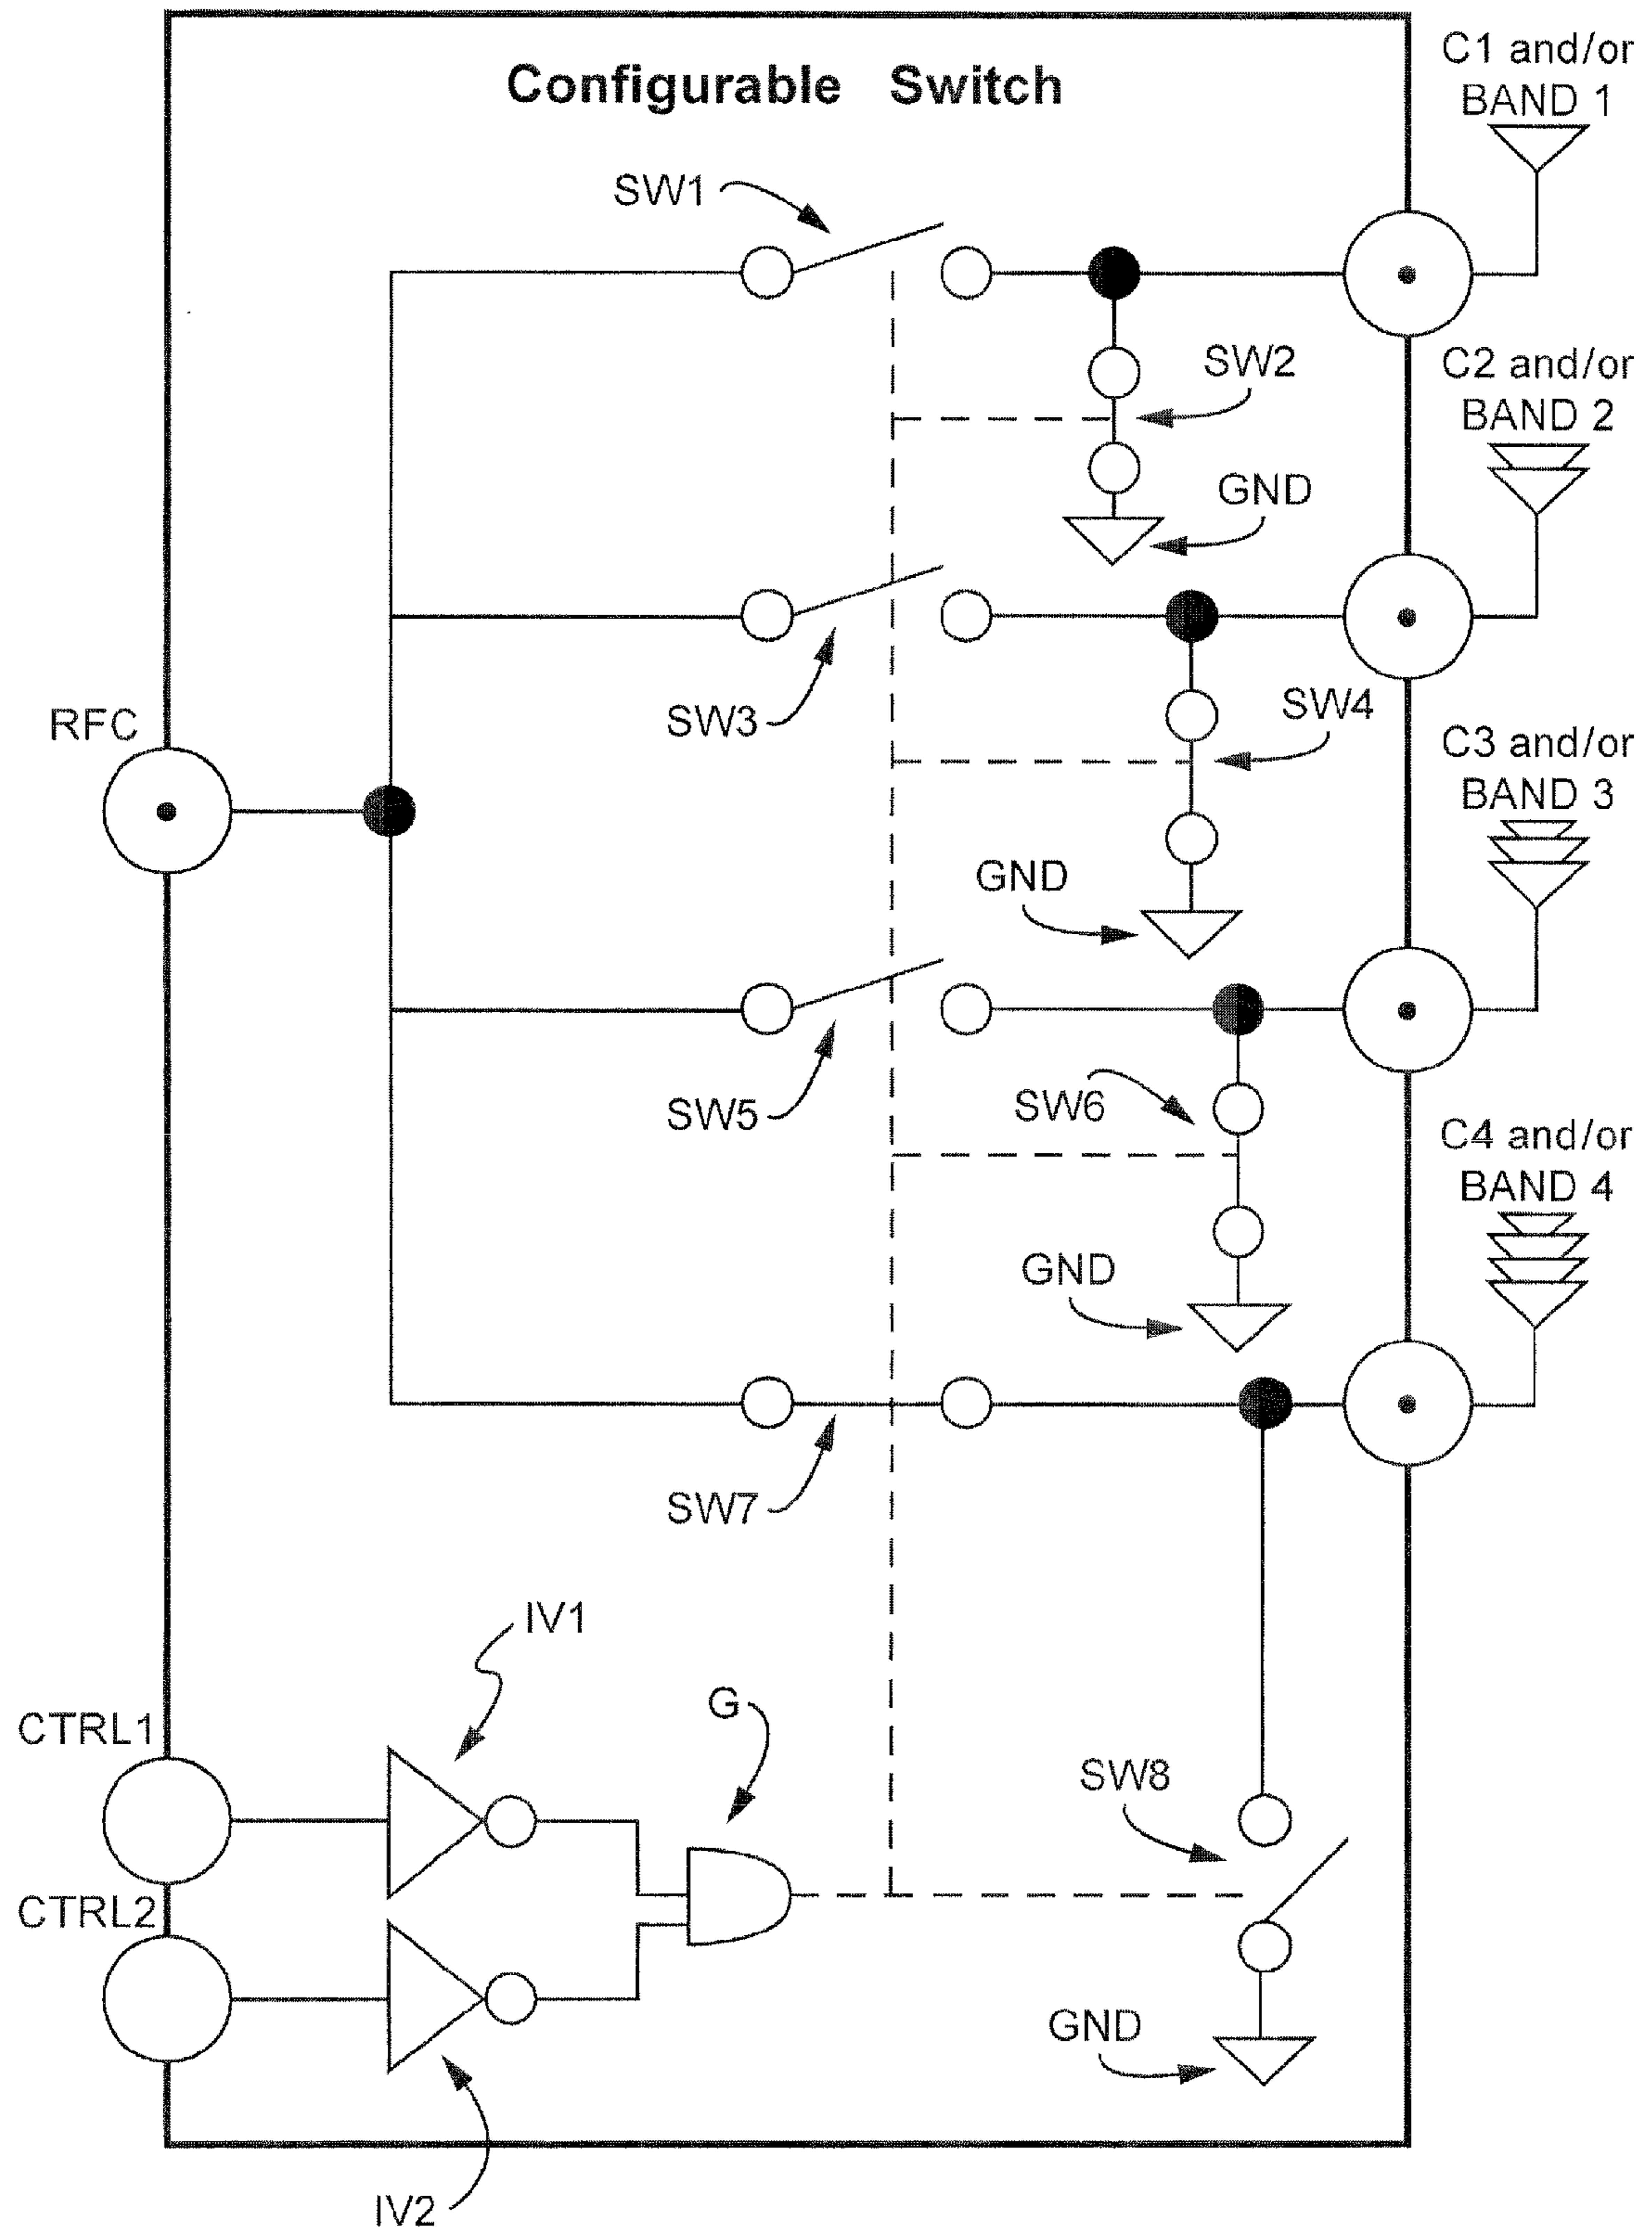 Configurable Switch
C1 and/or
BAND 1
SW1
SW2
C2 and/or
BAND 2
GND
SW3
SW4
RFC
C3 and/or
BAND 3
GND
SW5
SW6
C4 and/or
BAND 4
GND
SW7
IV1
G
CTRL1
SW8
CTRL2
GND
IV2